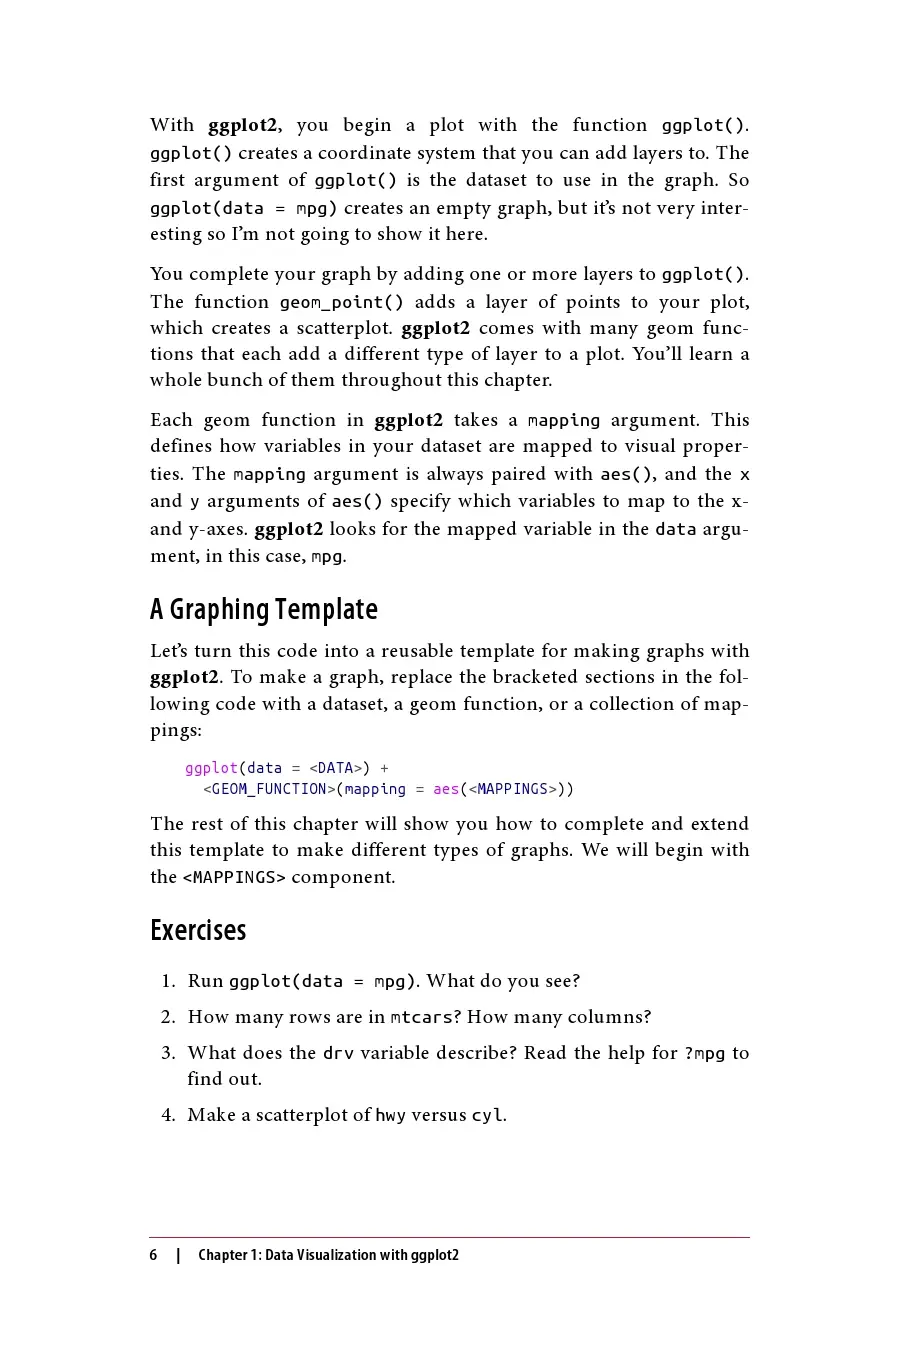 With ggplot2, you begin a plot with the function ggplot().
ggplot() creates a coordinate system that you can add layers to. The
first argument of ggplot() is the dataset to use in the graph. So
ggplot(data = mpg) creates an empty graph, but it’s not very inter-
esting so I’m not going to show it here.
You complete your graph by adding one or more layers to ggplot().
The function geom_point() adds a layer of points to your plot,
which creates a scatterplot. ggplot2 comes with many geom func-
tions that each add a different type of layer to a plot. You’ll learn a
whole bunch of them throughout this chapter.
Each geom function in ggplot2 takes a mapping argument. This
defines how variables in your dataset are mapped to visual proper-
ties. The mapping argument is always paired with aes(), and the x
and y arguments of aes() specify which variables to map to the x-
and y-axes. ggplot2 looks for the mapped variable in the data argu-
ment, in this case, mpg.
A Graphing Template
Let’s turn this code into a reusable template for making graphs with
ggplot2. To make a graph, replace the bracketed sections in the fol-
lowing code with a dataset, a geom function, or a collection of map-
pings:
ggplot(data = <DATA>) +
  <GEOM_FUNCTION>(mapping = aes(<MAPPINGS>))
The rest of this chapter will show you how to complete and extend
this template to make different types of graphs. We will begin with
the <MAPPINGS> component.
Exercises
1. Run ggplot(data = mpg). What do you see?
2. How many rows are in mtcars? How many columns?
3. What does the drv variable describe? Read the help for ?mpg to
find out.
4. Make a scatterplot of hwy versus cyl.
6 | Chapter 1: Data Visualization with ggplot2